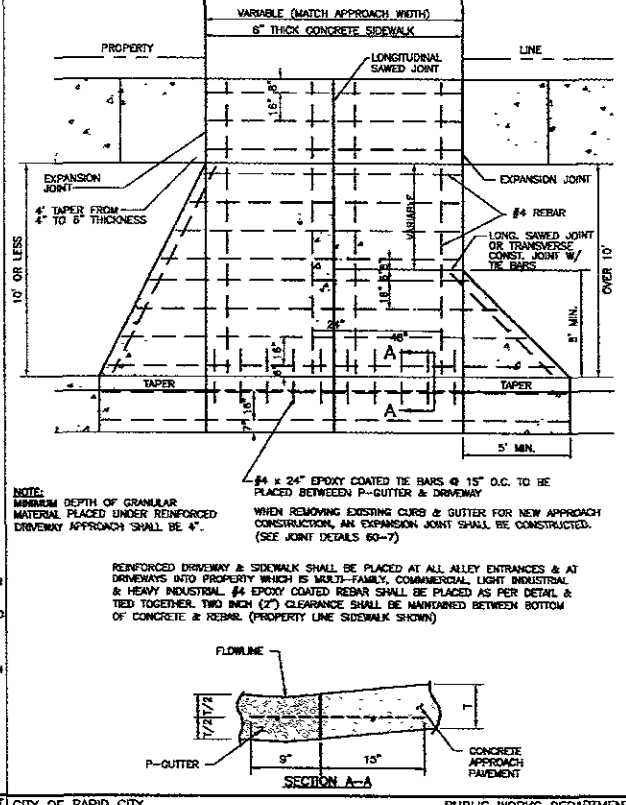 VARIABLE (MATCH APPROACH WIDTH)
6" THICK CONCRETE SIDEWALK
PROPERTY
LINE
LONGITUDINAL
SAWED JOINT
16" 8"
EXPANSION
JOINT
EXPANSION JOINT
4' TAPER FROM
4" TO 6" THICKNESS
#4 REBAR
VARIABLE
LONG. SAWED JOINT
OR TRANSVERSE
CONST. JOINT W/
TIE BARS
10' OR LESS
OVER 10'
24"
48"
A
A
TAPER
TAPER
5' MIN.
#4 x 24" EPOXY COATED TIE BARS @ 15" O.C. TO BE
PLACED BETWEEEN P-GUTTER & DRIVEWAY
NOTE:
MINIMUM DEPTH OF GRANULAR
MATERIAL PLACED UNDER REINFORCED
DRIVEWAY APPROACH SHALL BE 4".
WHEN REMOVING EXISTING CURB & GUTTER FOR NEW APPROACH
CONSTRUCTION, AN EXPANSION JOINT SHALL BE CONSTRUCTED.
(SEE JOINT DETAILS 60-7)
REINFORCED DRIVEWAY & SIDEWALK SHALL BE PLACED AT ALL ALLEY ENTRANCES & AT
DRIVEWAYS INTO PROPERTY WHICH IS MULTI-FAMILY, COMMMERCIAL, LIGHT INDUSTRIAL
& HEAVY INDUSTRIAL. #4 EPOXY COATED REBAR SHALL BE PLACED AS PER DETAIL &
TIED TOGETHER. TWO INCH (2") CLEARANCE SHALL BE MAINTAINED BETWEEN BOTTOM
OF CONCRETE & REBAR. (PROPERTY LINE SIDEWALK SHOWN)
FLOWLINE
T/2 T/2
T
P-GUTTER
9"
15"
CONCRETE
APPROACH
PAVEMENT
SECTION A-A
CITY OF RAPID CITY
PUBLIC WORKS DEPARTMENT